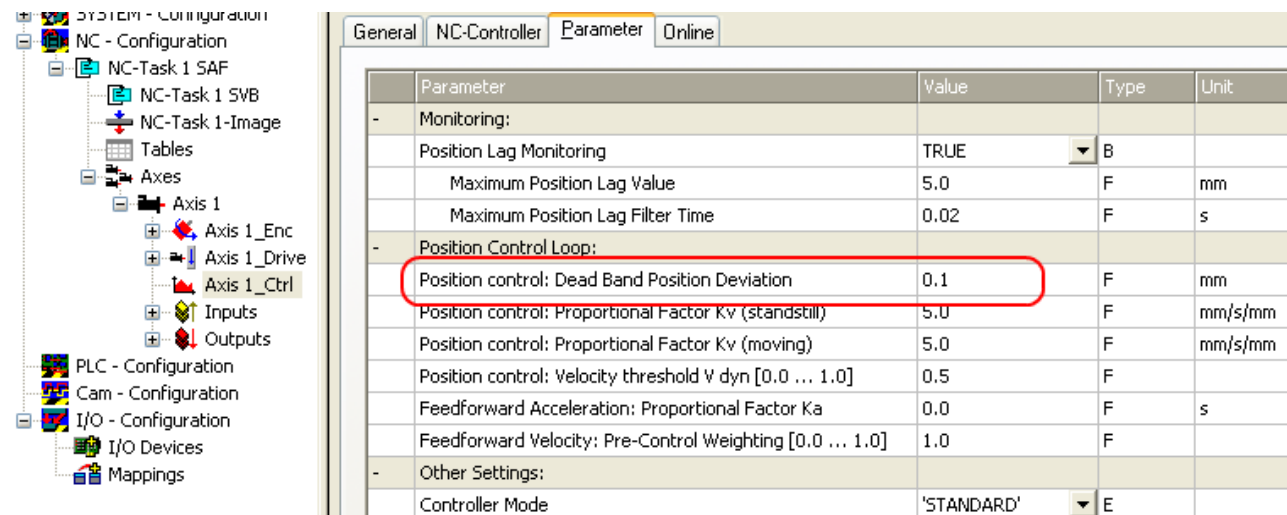 SYSTEM - Configuration
NC - Configuration
NC-Task 1 SAF
NC-Task 1 SVB
NC-Task 1-Image
Tables
Axes
Axis 1
Axis 1_Enc
Axis 1_Drive
Axis 1_Ctrl
Inputs
Outputs
PLC - Configuration
Cam - Configuration
I/O - Configuration
I/O Devices
Mappings
General NC-Controller Parameter Online
Parameter Value Type Unit
- Monitoring:
Position Lag Monitoring TRUE B
Maximum Position Lag Value 5.0 F mm
Maximum Position Lag Filter Time 0.02 F s
- Position Control Loop:
Position control: Dead Band Position Deviation 0.1 F mm
Position control: Proportional Factor Kv (standstill) 5.0 F mm/s/mm
Position control: Proportional Factor Kv (moving) 5.0 F mm/s/mm
Position control: Velocity threshold V dyn [0.0 ... 1.0] 0.5 F
Feedforward Acceleration: Proportional Factor Ka 0.0 F s
Feedforward Velocity: Pre-Control Weighting [0.0 ... 1.0] 1.0 F
- Other Settings:
Controller Mode 'STANDARD' E